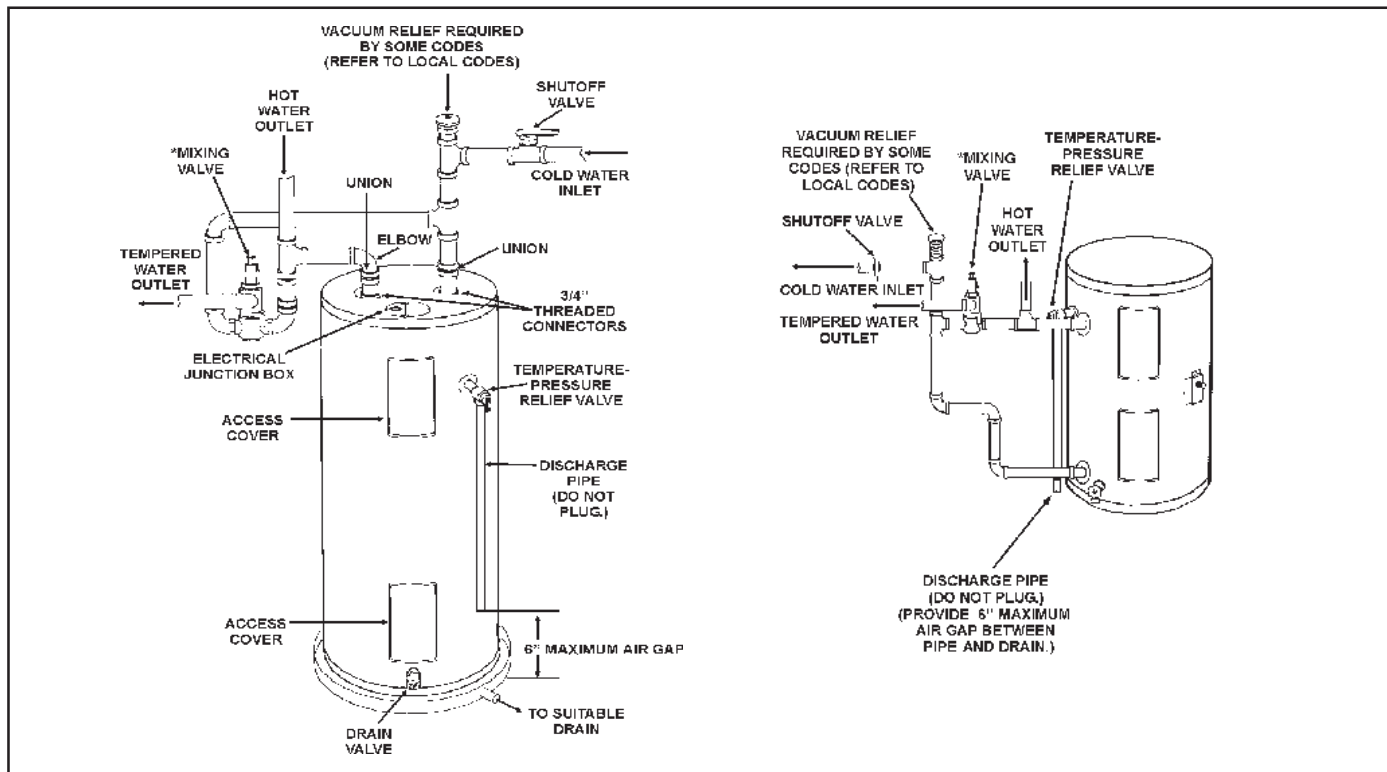 VACUUM RELIEF REQUIRED
BY SOME CODES
(REFER TO LOCAL CODES)
SHUTOFF
VALVE
HOT
WATER
OUTLET
*MIXING
VALVE
UNION
COLD WATER
INLET
ELBOW
UNION
TEMPERED
WATER
OUTLET
3/4"
THREADED
CONNECTORS
ELECTRICAL
JUNCTION BOX
TEMPERATURE-
PRESSURE
RELIEF VALVE
ACCESS
COVER
DISCHARGE
PIPE
(DO NOT
PLUG.)
ACCESS
COVER
6" MAXIMUM AIR GAP
TO SUITABLE
DRAIN
DRAIN
VALVE
VACUUM RELIEF
REQUIRED BY SOME
CODES (REFER TO
LOCAL CODES)
TEMPERATURE-
PRESSURE
RELIEF VALVE
*MIXING
VALVE
HOT
WATER
OUTLET
SHUTOFF VALVE
COLD WATER INLET
TEMPERED WATER
OUTLET
DISCHARGE PIPE
(DO NOT PLUG.)
(PROVIDE 6" MAXIMUM
AIR GAP BETWEEN
PIPE AND DRAIN.)